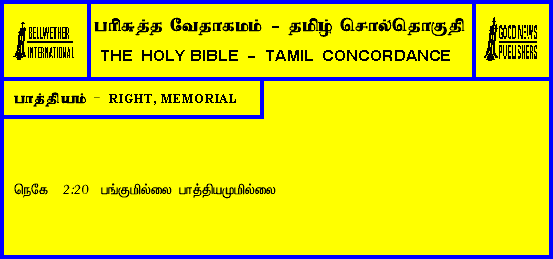 BELLWETHER
INTERNATIONAL
பரிசுத்த வேதாகமம் - தமிழ் சொல்தொகுதி
THE HOLY BIBLE - TAMIL CONCORDANCE
GOOD NEWS
PUBLISHERS
பாத்தியம் - RIGHT, MEMORIAL
நெகே 2:20 பங்குமில்லை பாத்தியமுமில்லை